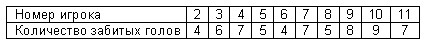 Номер игрока 2 3 4 5 6 7 8 9 10 11
Количество забитых голов 4 6 7 5 4 7 5 8 9 7